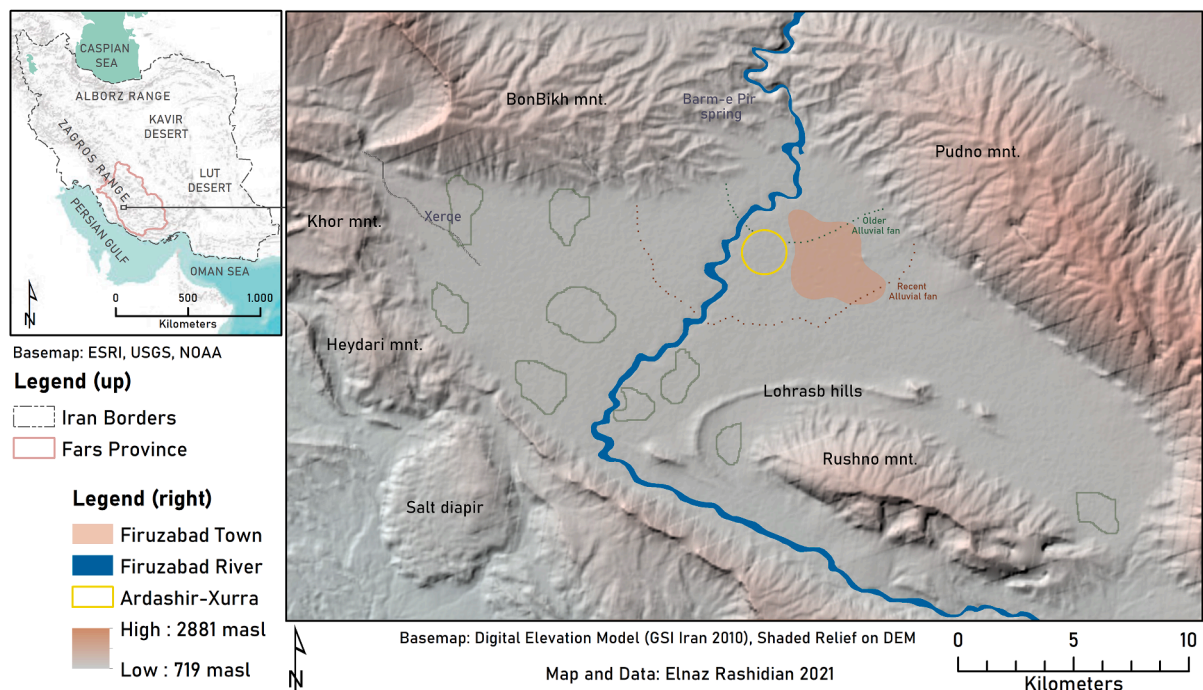 CASPIAN
SEA
ALBORZ RANGE
KAVIR
DESERT
ZAGROS RANGE
LUT
DESERT
PERSIAN GULF
OMAN SEA
N
0 500 1.000
Kilometers
Basemap: ESRI, USGS, NOAA
Legend (up)
Iran Borders
Fars Province
Legend (right)
Firuzabad Town
Firuzabad River
Ardashir-Xurra
High : 2881 masl
Low : 719 masl
BonBikh mnt.
Barm-e Pir
spring
Pudno mnt.
Xerge
Khor mnt.
Older
Alluvial fan
Recent
Alluvial fan
Heydari mnt.
Lohrasb hills
Rushno mnt.
Salt diapir
N
Basemap: Digital Elevation Model (GSI Iran 2010), Shaded Relief on DEM
Map and Data: Elnaz Rashidian 2021
0 5 10
Kilometers